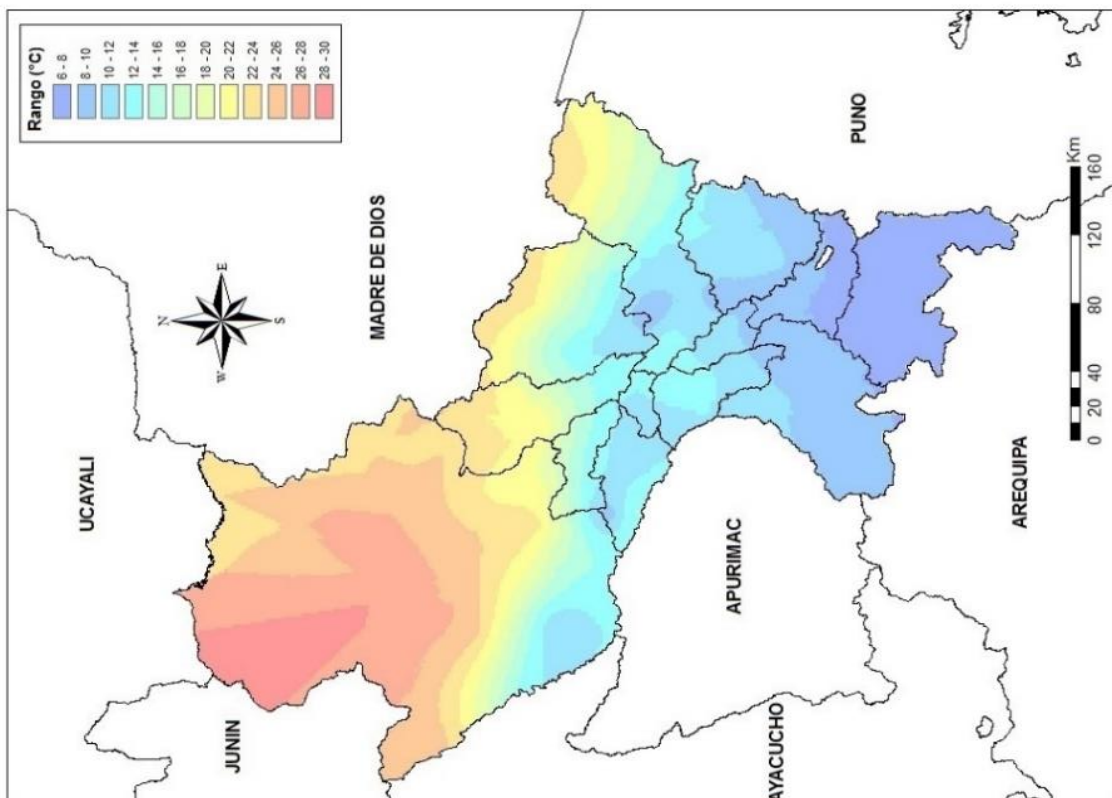 Rango (°C)
6 - 8
8 - 10
10 - 12
12 - 14
14 - 16
16 - 18
18 - 20
20 - 22
22 - 24
24 - 26
26 - 28
28 - 30
UCAYALI
MADRE DE DIOS
N
W
E
S
JUNIN
PUNO
APURIMAC
AYACUCHO
AREQUIPA
0 20 40 80 120 160
Km